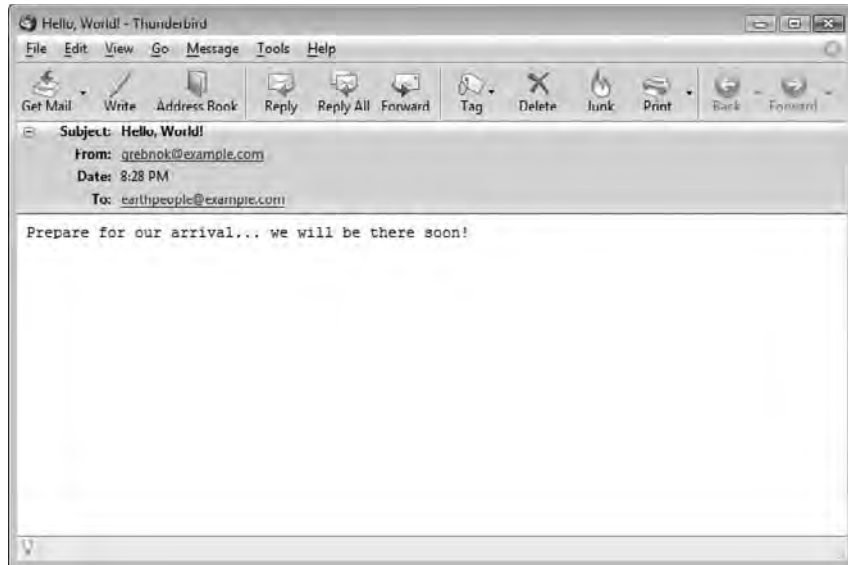 Hello, World! - Thunderbird
File Edit View Go Message Tools Help
Get Mail Write Address Book Reply Reply All Forward Tag Delete Junk Print Back Forward
Subject: Hello, World!
From: grebnok@example.com
Date: 8:28 PM
To: earthpeople@example.com
Prepare for our arrival... we will be there soon!